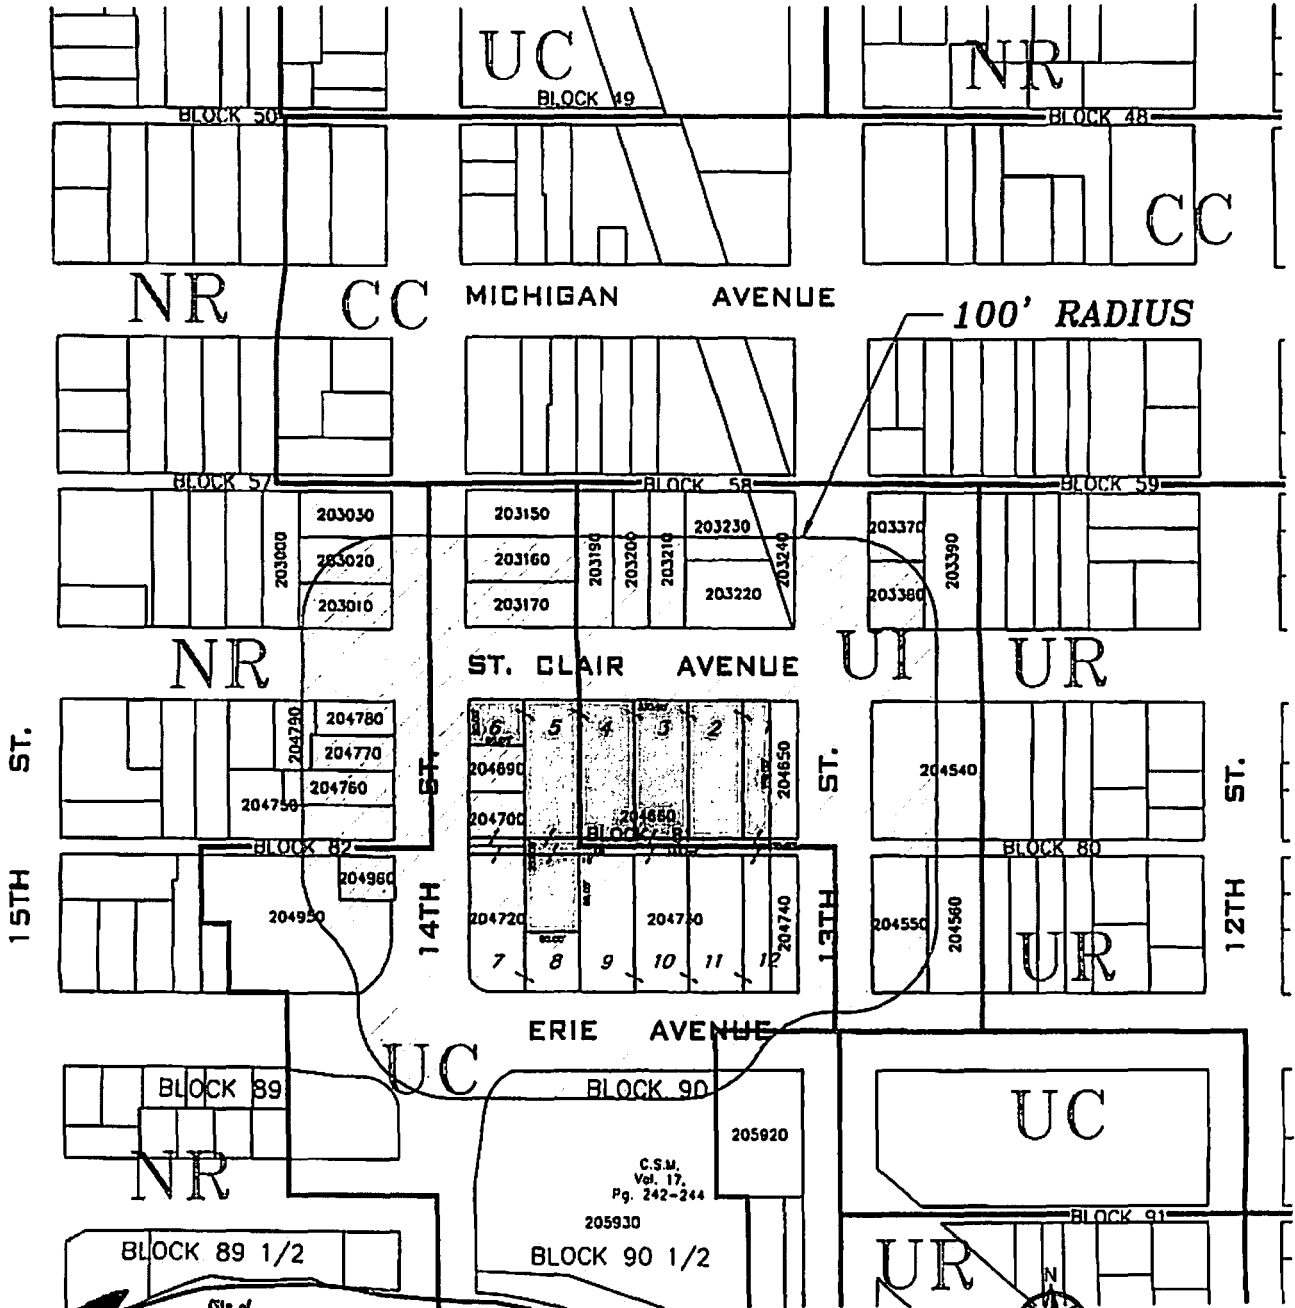 UC
NR
BLOCK 49
BLOCK 50
BLOCK 48
CC
NR
CC
MICHIGAN AVENUE
100' RADIUS
BLOCK 57
BLOCK 58
BLOCK 59
203030
203150
203230
203370
203000
203020
203160
203190
203200
203210
203240
203390
203010
203170
203220
203380
NR
ST. CLAIR AVENUE
UI
UR
204790
204780
6
5
4
3
2
1
204770
204690
204650
204540
204760
204750
204700
204660
ST.
ST.
ST.
ST.
BLOCK 82
BLOCK 81
BLOCK 80
204960
15TH
14TH
13TH
12TH
204950
204720
204730
204740
204550
204560
7
8
9
10
11
12
UR
ERIE AVENUE
UC
BLOCK 89
BLOCK 90
UC
205920
NR
C.S.M.
Vol. 17,
Pg. 242-244
205930
BLOCK 91
BLOCK 89 1/2
BLOCK 90 1/2
UR
N